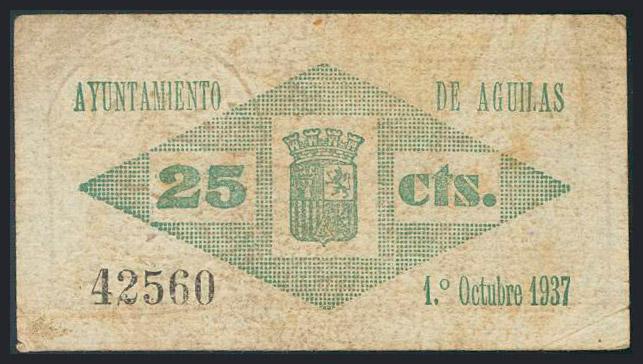 AYUNTAMIENTO DE AGUILAS
25 cts.
42560 1.º Octubre 1937